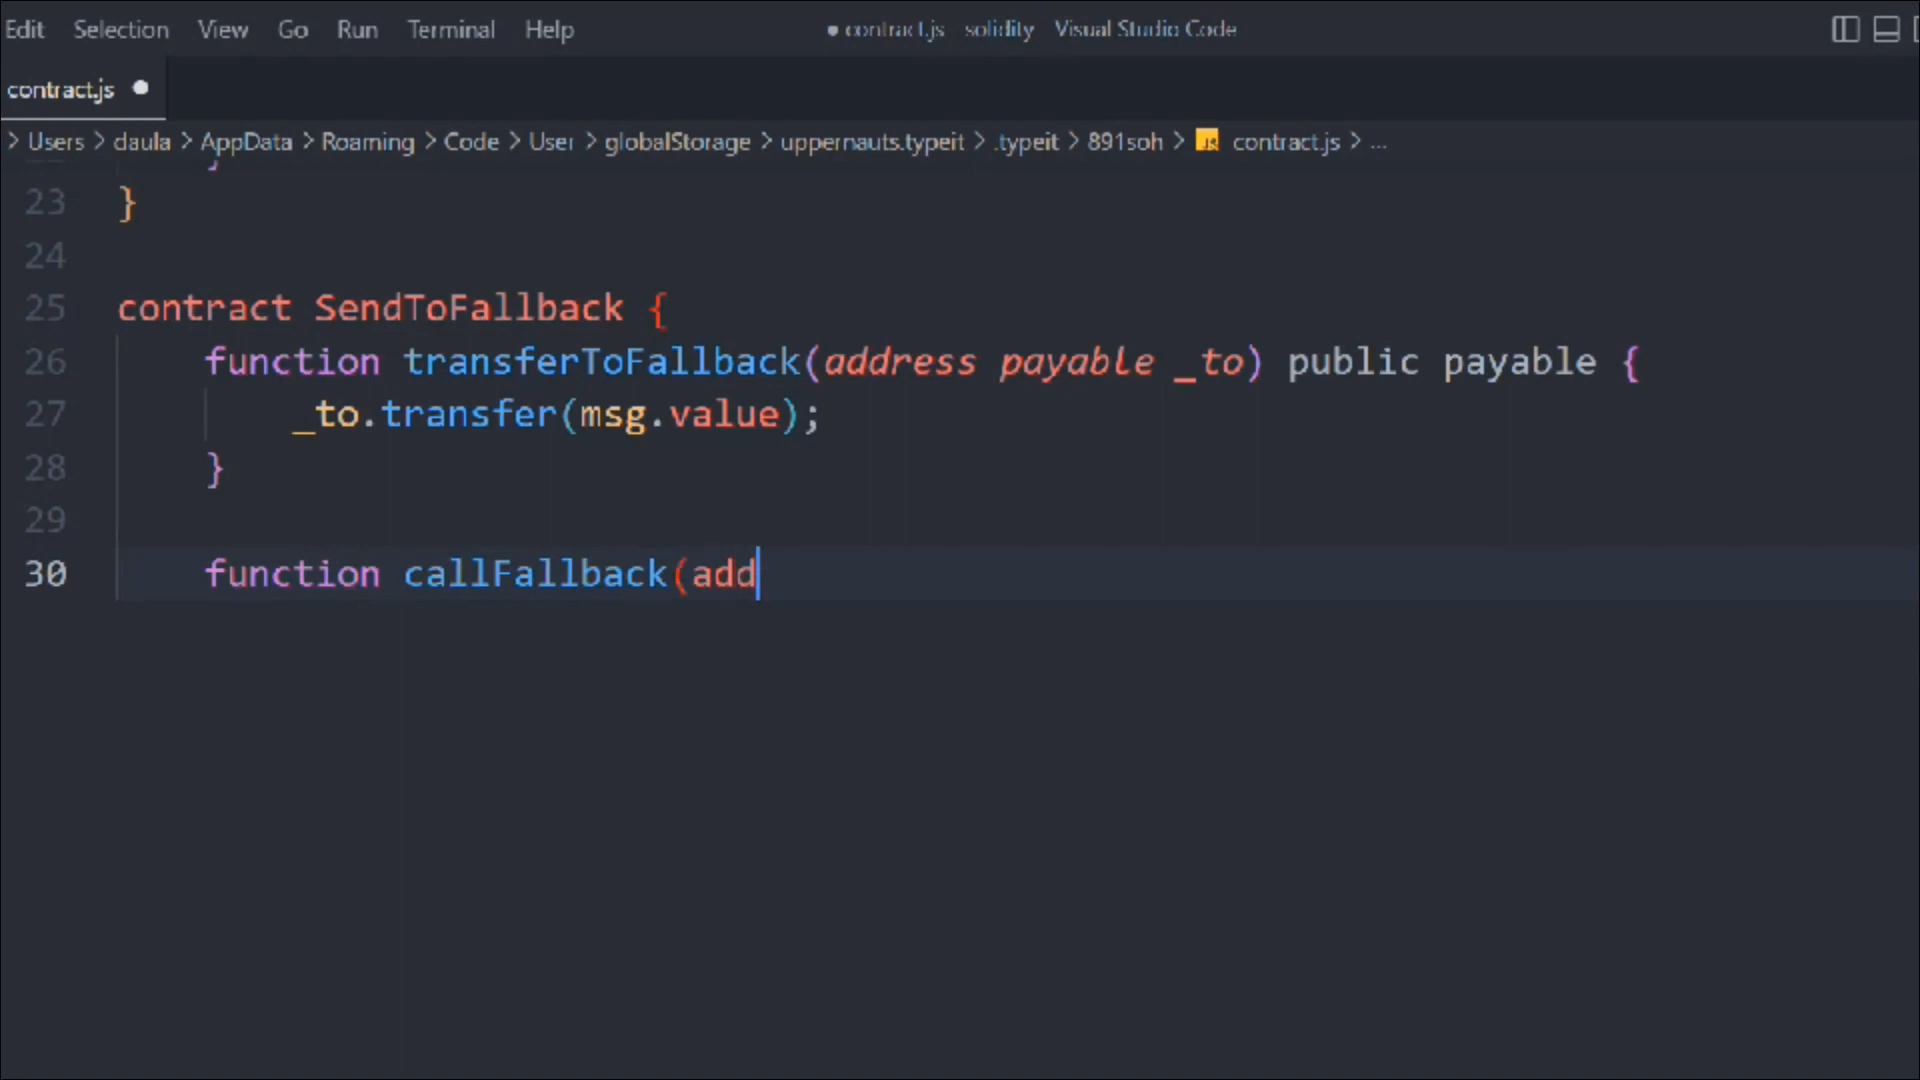 Edit Selection View Go Run Terminal Help ● contract.js solidity Visual Studio Code
contract.js ●
> Users > daula > AppData > Roaming > Code > User > globalStorage > uppernauts.typeit > .typeit > 891soh > JS contract.js > ...
23 }
24
25 contract SendToFallback {
26 function transferToFallback(address payable _to) public payable {
27 _to.transfer(msg.value);
28 }
29
30 function callFallback(add